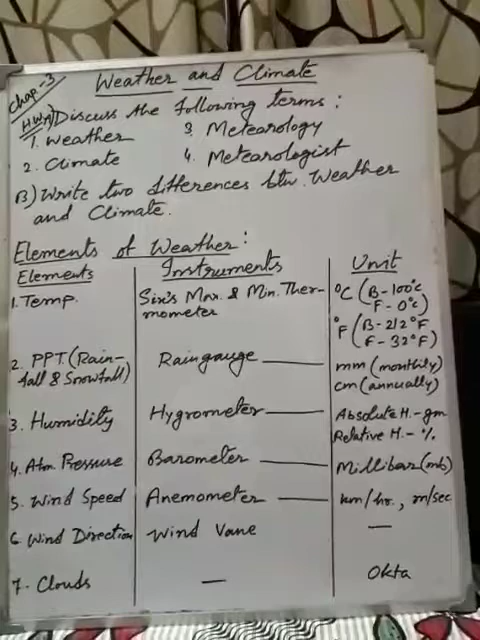 Chap-3
Weather and Climate
HW A) Discuss the following terms:
1. Weather 3. Meteorology
2. Climate 4. Meteorologist
B) Write two differences btw. Weather
and Climate.
Elements of Weather:
Elements Instruments Unit
1. Temp. Six's Max. & Min. Ther-
mometer
°C (B-100°C
F-0°C)
°F (B-212°F
F-32°F)
2. PPT. (Rain-
fall & Snowfall) Raingauge mm (monthly)
cm (annually)
3. Humidity Hygrometer Absolute H.-gm
Relative H.-%
4. Atm Pressure Barometer Millibar (mb)
5. Wind Speed Anemometer km/hr., m/sec
6. Wind Direction Wind Vane —
7. Clouds — Okta